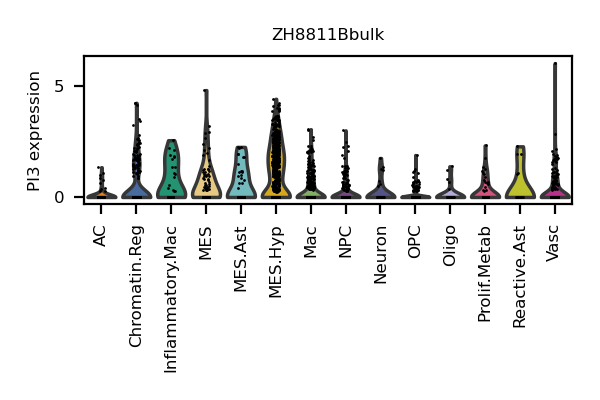 ZH8811Bbulk
PI3 expression
5
0
AC
Chromatin.Reg
Inflammatory.Mac
MES
MES.Ast
MES.Hyp
Mac
NPC
Neuron
OPC
Oligo
Prolif.Metab
Reactive.Ast
Vasc